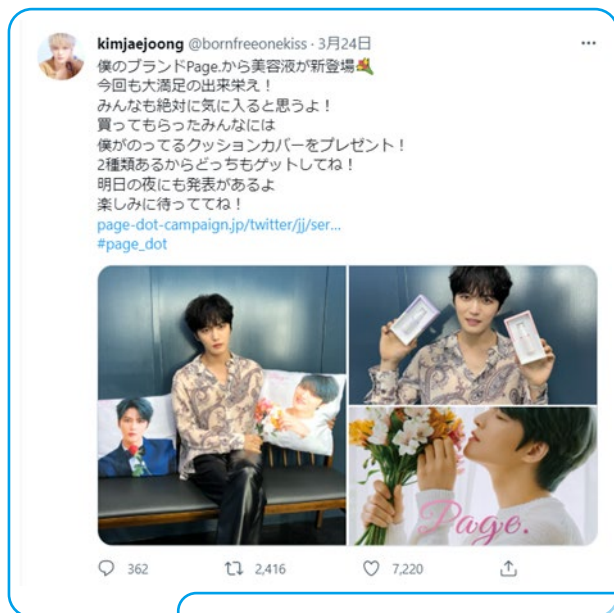 kimjaejoong @bornfreeonekiss · 3月24日
僕のブランドPage.から美容液が新登場💐
今回も大満足の出来栄え！
みんなも絶対に気に入ると思うよ！
買ってもらったみんなには
僕がのってるクッションカバーをプレゼント！
2種類あるからどっちもゲットしてね！
明日の夜にも発表があるよ
楽しみに待っててね！
page-dot-campaign.jp/twitter/jj/ser...
#page_dot
Page.
362 2,416 7,220